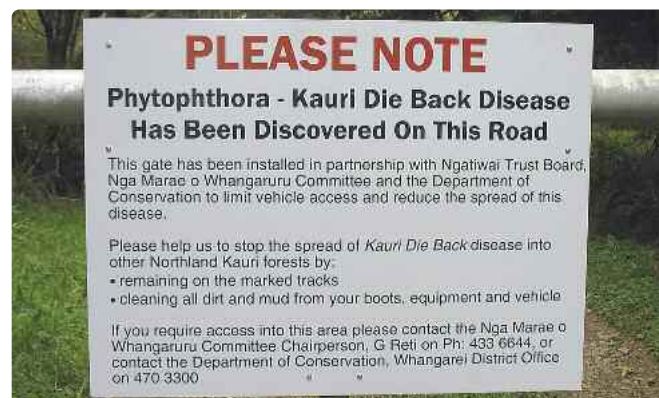 PLEASE NOTE
Phytophthora - Kauri Die Back Disease
Has Been Discovered On This Road
This gate has been installed in partnership with Ngatiwai Trust Board,
Nga Marae o Whangaruru Committee and the Department of
Conservation to limit vehicle access and reduce the spread of this
disease.
Please help us to stop the spread of Kauri Die Back disease into
other Northland Kauri forests by:
• remaining on the marked tracks
• cleaning all dirt and mud from your boots, equipment and vehicle
If you require access into this area please contact the Nga Marae o
Whangaruru Committee Chairperson, G Reti on Ph: 433 6644, or
contact the Department of Conservation, Whangarei District Office
on 470 3300